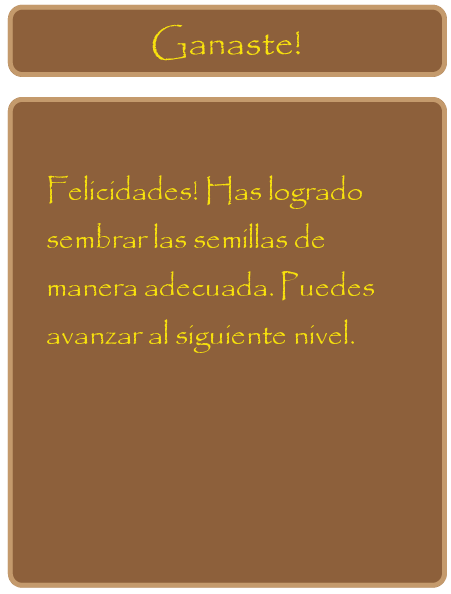 Ganaste!
Felicidades! Has logrado
sembrar las semillas de
manera adecuada. Puedes
avanzar al siguiente nivel.